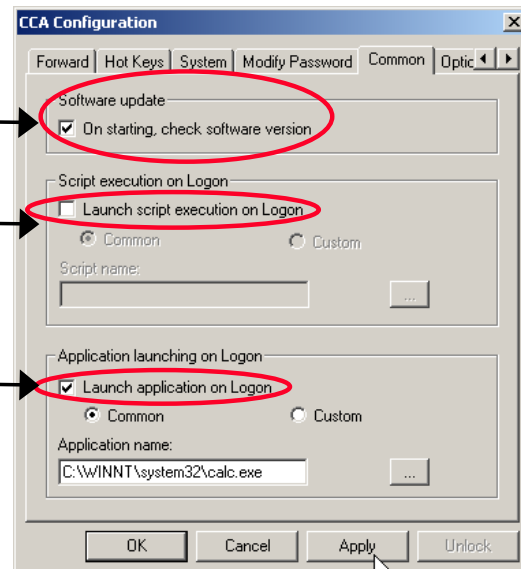 CCA Configuration
Forward Hot Keys System Modify Password Common Optic
Software update
On starting, check software version
Script execution on Logon
Launch script execution on Logon
Common Custom
Script name:
...
Application launching on Logon
Launch application on Logon
Common Custom
Application name:
C:\WINNT\system32\calc.exe ...
OK Cancel Apply Unlock